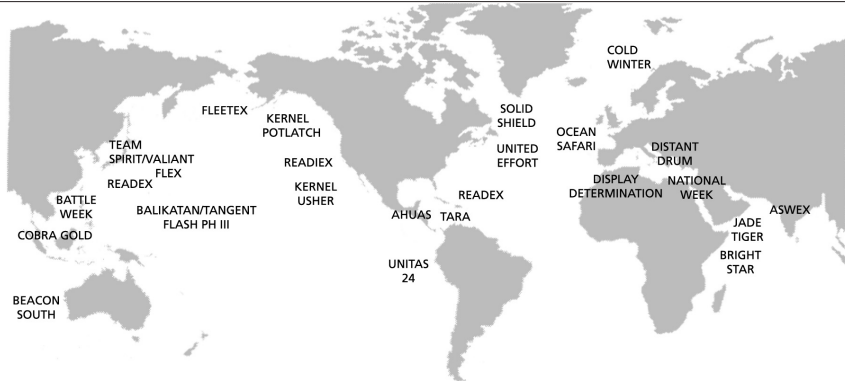 COLD
WINTER
FLEETEX
KERNEL
POTLATCH
SOLID
SHIELD
OCEAN
SAFARI
UNITED
EFFORT
TEAM
SPIRIT/VALIANT
FLEX
READIEX
DISTANT
DRUM
READEX
KERNEL
USHER
READEX
DISPLAY
DETERMINATION
NATIONAL
WEEK
BATTLE
WEEK
BALIKATAN/TANGENT
FLASH PH III
AHUAS
TARA
ASWEX
COBRA GOLD
JADE
TIGER
UNITAS
24
BRIGHT
STAR
BEACON
SOUTH